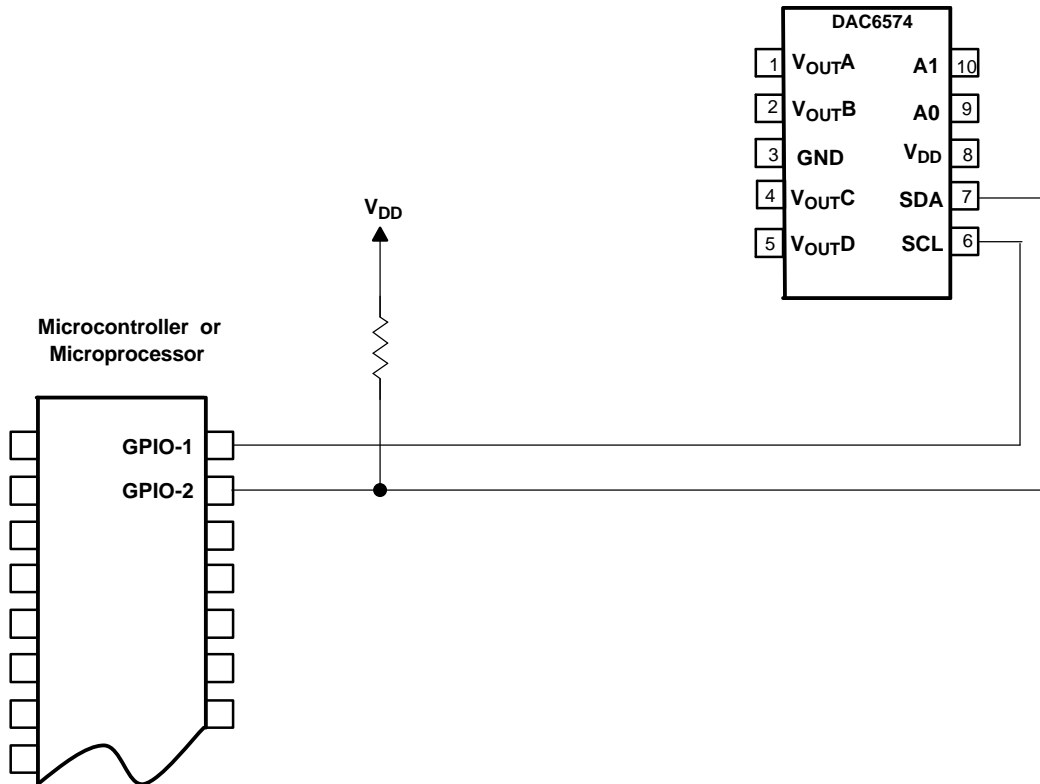 DAC6574
1 VOUTA A1 10
2 VOUTB A0 9
3 GND VDD 8
4 VOUTC SDA 7
5 VOUTD SCL 6
VDD
Microcontroller or
Microprocessor
GPIO-1
GPIO-2